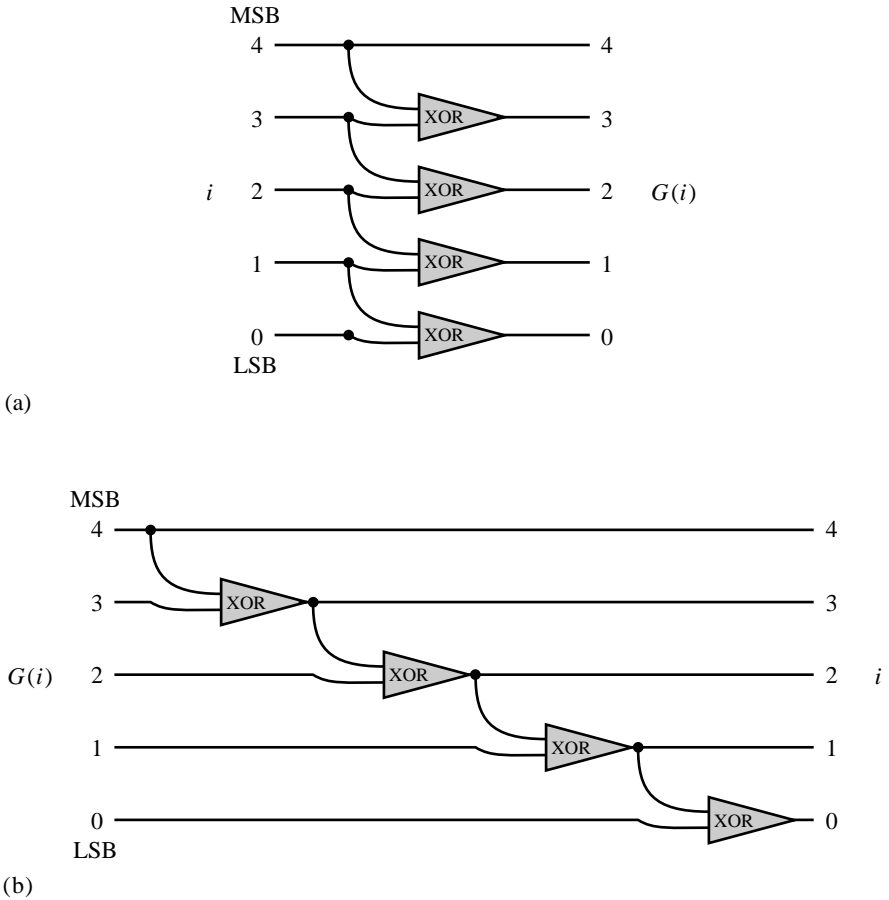 MSB
4 4
3 XOR 3
i 2 XOR 2 G(i)
1 XOR 1
0 XOR 0
LSB
(a)
MSB
4 4
3 XOR 3
G(i) 2 XOR 2 i
1 XOR 1
0 XOR 0
LSB
(b)